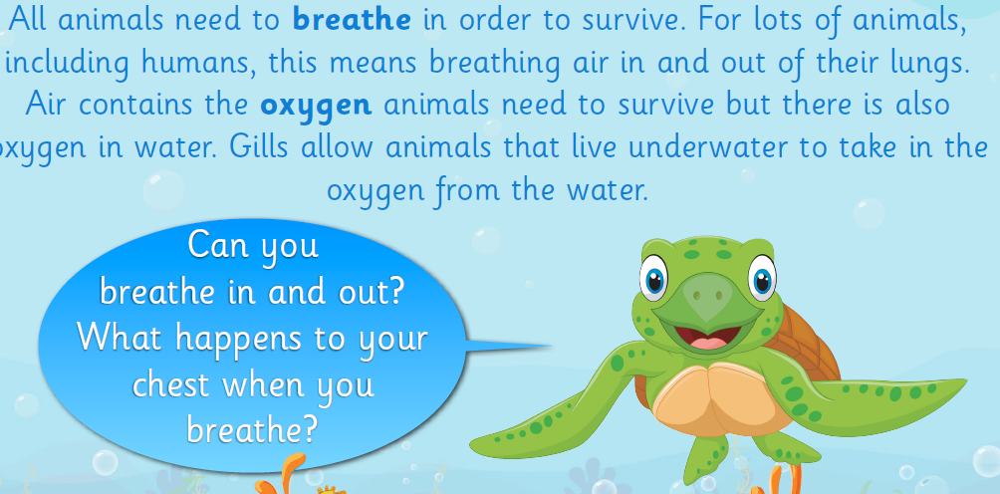 All animals need to breathe in order to survive. For lots of animals,
including humans, this means breathing air in and out of their lungs.
Air contains the oxygen animals need to survive but there is also
oxygen in water. Gills allow animals that live underwater to take in the
oxygen from the water.
Can you
breathe in and out?
What happens to your
chest when you
breathe?